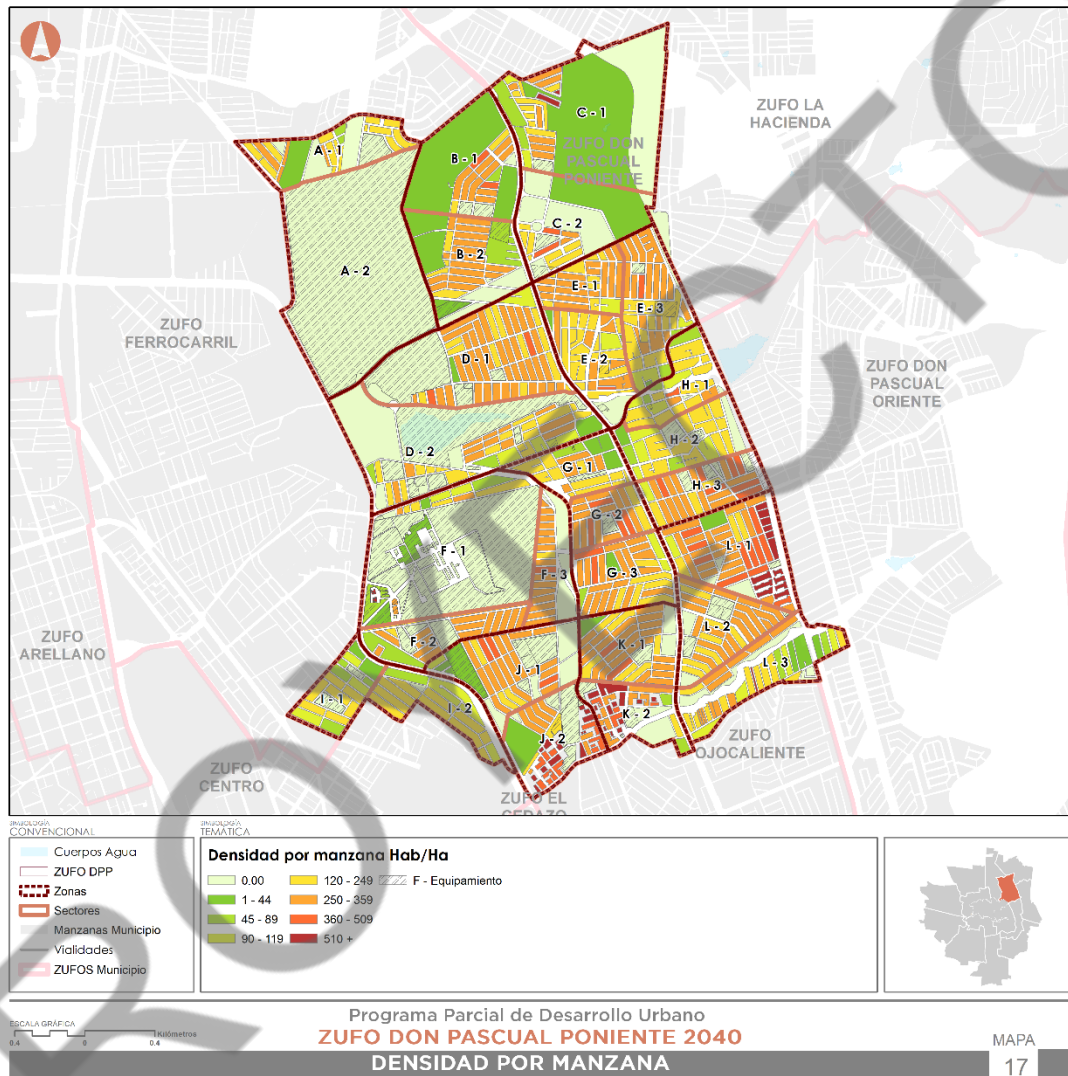 ZUFO LA
HACIENDA
C - 1
ZUFO DON
PASCUAL
PONIENTE
A - 1
B - 1
C - 2
B - 2
A - 2
E - 1
E - 3
ZUFO
FERROCARRIL
D - 1
E - 2
ZUFO DON
PASCUAL
ORIENTE
H - 1
H - 2
D - 2
G - 1
H - 3
G - 2
L - 1
F - 1
F - 3
G - 3
L - 2
ZUFO
ARELLANO
F - 2
K - 1
L - 3
J - 1
I - 1
I - 2
K - 2
J - 2
ZUFO
OJOCALIENTE
ZUFO
CENTRO
ZUFO EL
CERAZO
SIMBOLOGÍA
CONVENCIONAL
Cuerpos Agua
ZUFO DPP
Zonas
Sectores
Manzanas Municipio
Vialidades
ZUFOS Municipio
SIMBOLOGÍA
TEMÁTICA
Densidad por manzana Hab/Ha
0.00
1 - 44
45 - 89
90 - 119
120 - 249
250 - 359
360 - 509
510 +
F - Equipamiento
ESCALA GRÁFICA
Kilómetros
0.4 0 0.4
Programa Parcial de Desarrollo Urbano
ZUFO DON PASCUAL PONIENTE 2040
DENSIDAD POR MANZANA
MAPA
17